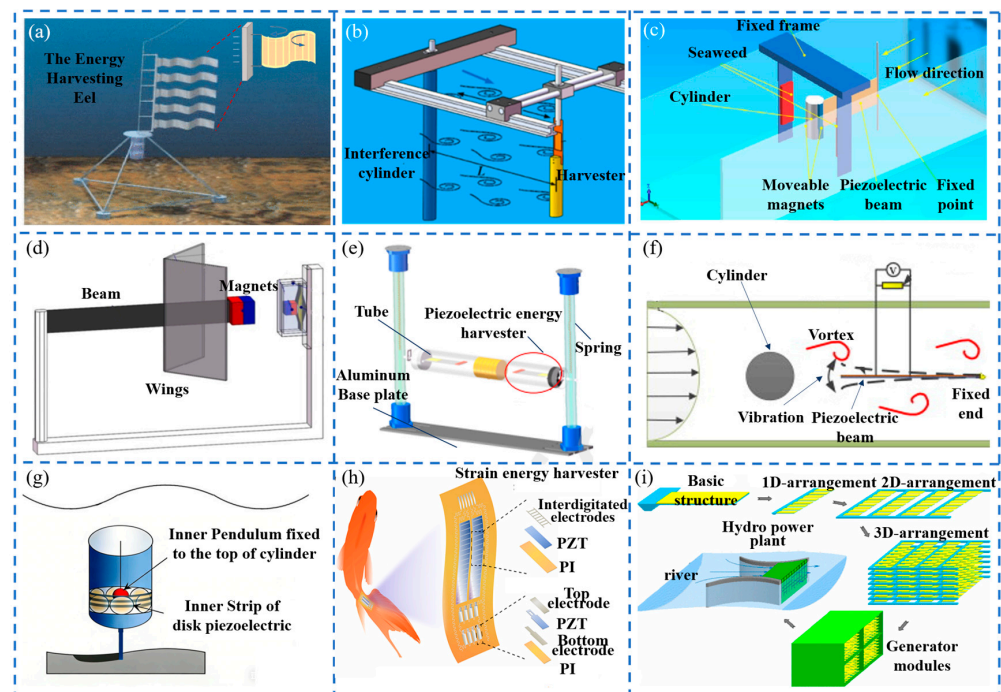 (a)
The Energy
Harvesting
Eel
(b)
Interference
cylinder
L
Harvester
(c)
Fixed frame
Seaweed
Flow direction
Cylinder
Moveable
magnets
Piezoelectric
beam
Fixed
point
(d)
Beam
Magnets
Wings
(e)
Tube
Piezoelectric energy
harvester
Spring
Aluminum
Base plate
(f)
Cylinder
V
Vortex
Vibration
Piezoelectric
beam
Fixed
end
(g)
Inner Pendulum fixed
to the top of cylinder
Inner Strip of
disk piezoelectric
(h)
Strain energy harvester
Interdigitated
electrodes
PZT
PI
Top
electrode
PZT
Bottom
electrode
PI
(i)
Basic
structure
1D-arrangement
2D-arrangement
Hydro power
plant
3D-arrangement
river
Generator
modules